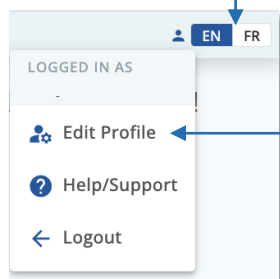 EN FR
LOGGED IN AS
Edit Profile
Help/Support
Logout